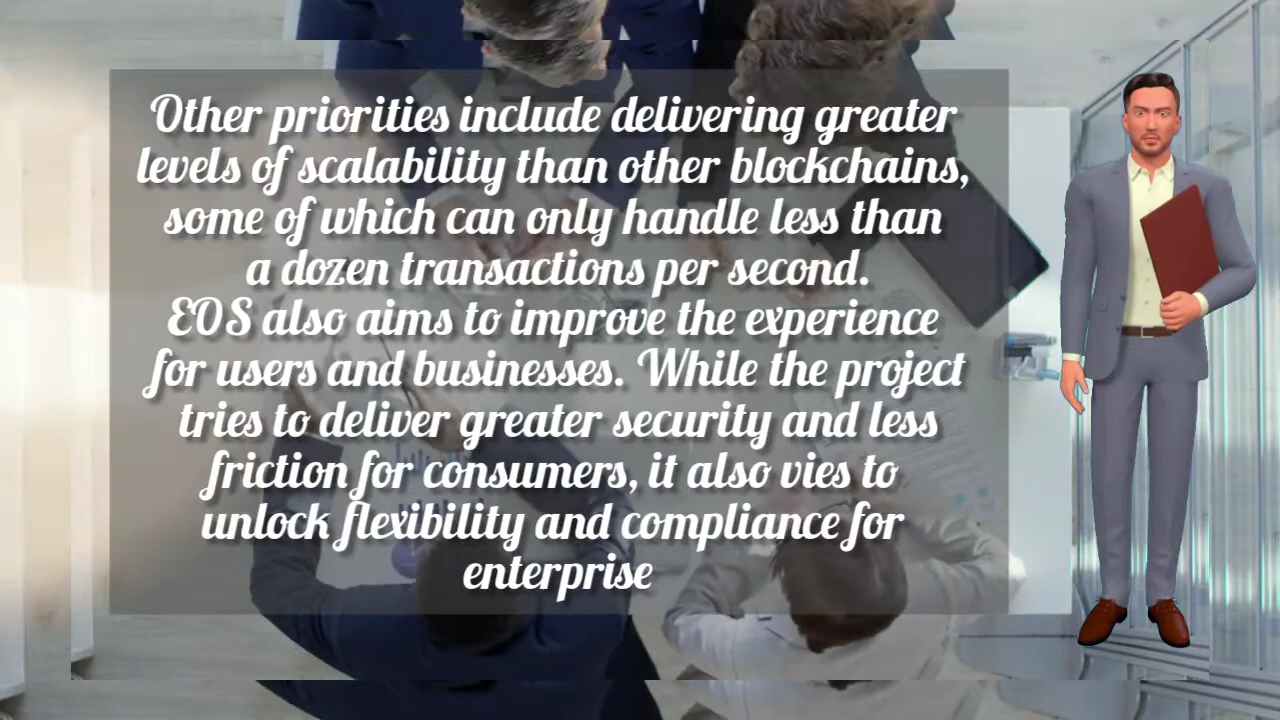 Other priorities include delivering greater
levels of scalability than other blockchains,
some of which can only handle less than
a dozen transactions per second.
EOS also aims to improve the experience
for users and businesses. While the project
tries to deliver greater security and less
friction for consumers, it also vies to
unlock flexibility and compliance for
enterprise